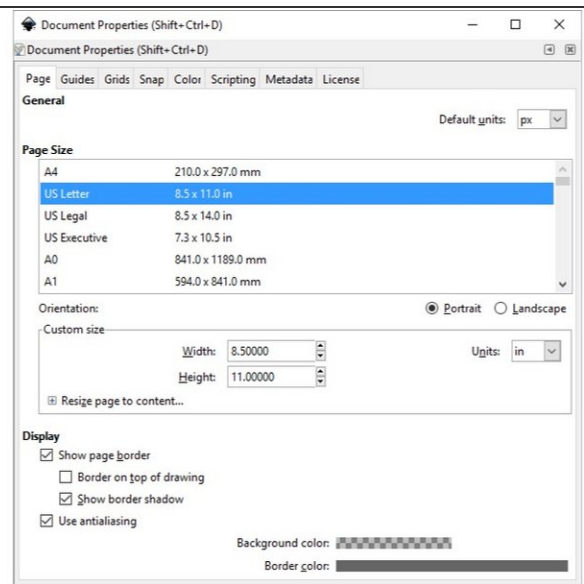 Document Properties (Shift+Ctrl+D)
Document Properties (Shift+Ctrl+D)
Page Guides Grids Snap Color Scripting Metadata License
General
Default units: px
Page Size
A4 210.0 x 297.0 mm
US Letter 8.5 x 11.0 in
US Legal 8.5 x 14.0 in
US Executive 7.3 x 10.5 in
A0 841.0 x 1189.0 mm
A1 594.0 x 841.0 mm
Orientation: Portrait Landscape
Custom size
Width: 8.50000 Units: in
Height: 11.00000
Resize page to content...
Display
Show page border
Border on top of drawing
Show border shadow
Use antialiasing
Background color:
Border color: